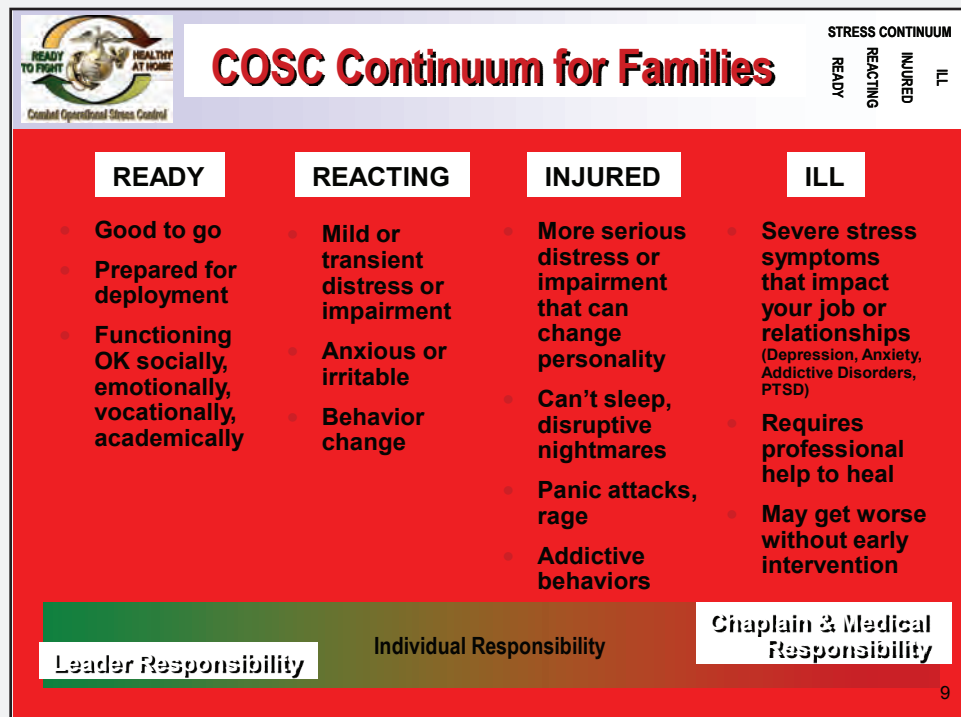 READY
TO FIGHT
HEALTHY
AT HOME
Combat Operational Stress Control
COSC Continuum for Families
STRESS CONTINUUM
READY
REACTING
INJURED
ILL
READY
• Good to go
• Prepared for
deployment
• Functioning
OK socially,
emotionally,
vocationally,
academically
REACTING
• Mild or
transient
distress or
impairment
• Anxious or
irritable
• Behavior
change
INJURED
• More serious
distress or
impairment
that can
change
personality
• Can't sleep,
disruptive
nightmares
• Panic attacks,
rage
• Addictive
behaviors
ILL
• Severe stress
symptoms
that impact
your job or
relationships
(Depression, Anxiety,
Addictive Disorders,
PTSD)
• Requires
professional
help to heal
• May get worse
without early
intervention
Leader Responsibility
Individual Responsibility
Chaplain & Medical
Responsibility
9